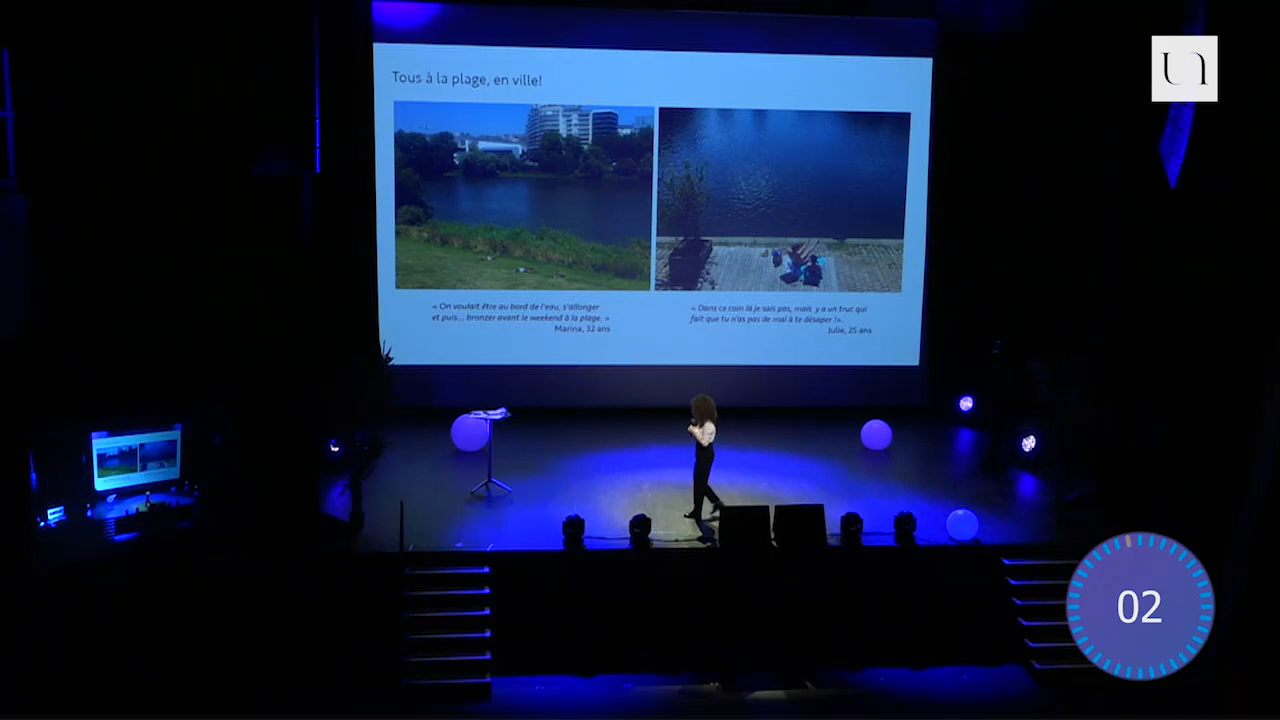 un
Tous à la plage, en ville!
« On voulait être au bord de l'eau, s'allonger
et puis... bronzer avant le weekend à la plage. »
Marina, 32 ans
« Dans ce coin là je sais pas, mais y a un truc qui
fait que tu n'as pas de mal à te désaper !».
Julie, 25 ans
02